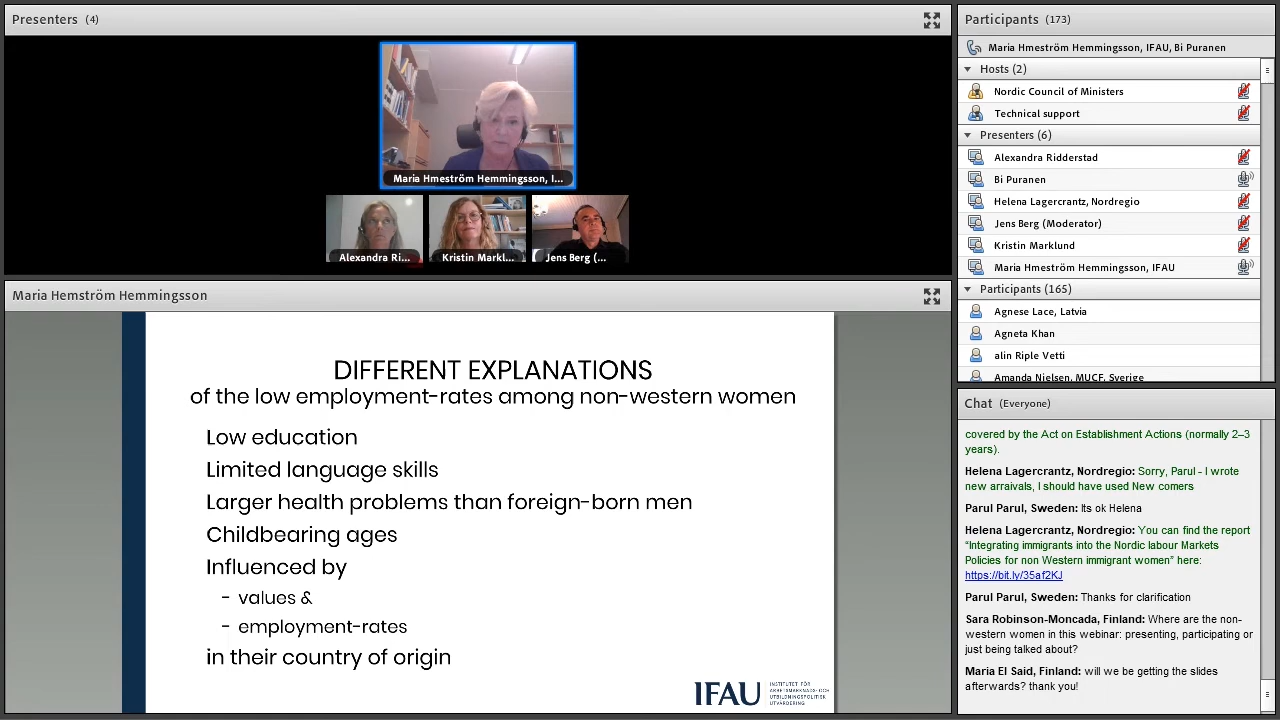 Presenters (4)
Maria Hmeström Hemmingsson, I...
Alexandra Ri...
Kristin Markl...
Jens Berg (...
Maria Hemström Hemmingsson
DIFFERENT EXPLANATIONS
of the low employment-rates among non-western women
Low education
Limited language skills
Larger health problems than foreign-born men
Childbearing ages
Influenced by
- values &
- employment-rates
in their country of origin
IFAU
INSTITUTET FÖR
ARBETSMARKNADS- OCH
UTBILDNINGSPOLITISK
UTVÄRDERING
Participants (173)
Maria Hmeström Hemmingsson, IFAU, Bi Puranen
Hosts (2)
Nordic Council of Ministers
Technical support
Presenters (6)
Alexandra Ridderstad
Bi Puranen
Helena Lagercrantz, Nordregio
Jens Berg (Moderator)
Kristin Marklund
Maria Hmeström Hemmingsson, IFAU
Participants (165)
Agnese Lace, Latvia
Agneta Khan
alin Riple Vetti
Amanda Nielsen, MUCF, Sverige
Chat (Everyone)
covered by the Act on Establishment Actions (normally 2–3
years).
Helena Lagercrantz, Nordregio: Sorry, Parul - I wrote
new arraivals, I should have used New comers
Parul Parul, Sweden: Its ok Helena
Helena Lagercrantz, Nordregio: You can find the report
"Integrating immigrants into the Nordic labour Markets
Policies for non Western immigrant women" here:
https://bit.ly/35af2KJ
Parul Parul, Sweden: Thanks for clarification
Sara Robinson-Moncada, Finland: Where are the non-
western women in this webinar: presenting, participating or
just being talked about?
Maria El Said, Finland: will we be getting the slides
afterwards? thank you!